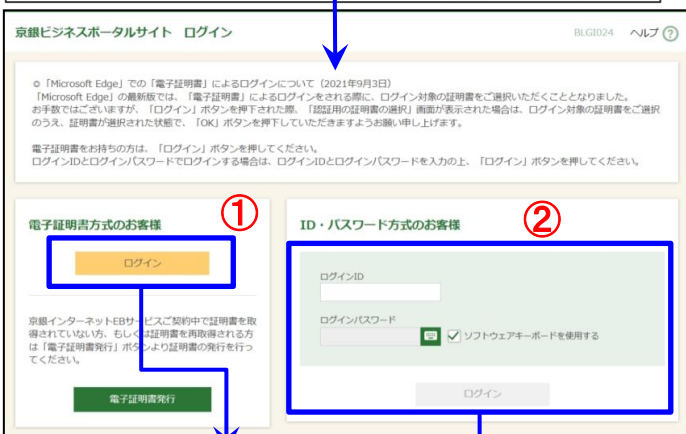 京銀ビジネスポータルサイト ログイン
BLGI024 ヘルプ ?
○「Microsoft Edge」での「電子証明書」によるログインについて（2021年9月3日）
「Microsoft Edge」の最新版では、「電子証明書」によるログインをされる際に、ログイン対象の証明書をご選択いただくこととなりました。
お手数ではございますが、「ログイン」ボタンを押下された際、「認証用の証明書の選択」画面が表示された場合は、ログイン対象の証明書をご選択
のうえ、証明書が選択された状態で、「OK」ボタンを押下していただきますようお願い申し上げます。
電子証明書をお持ちの方は、「ログイン」ボタンを押してください。
ログインIDとログインパスワードでログインする場合は、ログインIDとログインパスワードを入力の上、「ログイン」ボタンを押してください。
電子証明書方式のお客様
①
ログイン
京銀インターネットEBサービスご契約中で証明書を取
得されていない方、もしくは証明書を再取得される方
は「電子証明書発行」ボタンより証明書の発行を行っ
てください。
電子証明書発行
ID・パスワード方式のお客様
②
ログインID
ログインパスワード
ソフトウェアキーボードを使用する
ログイン